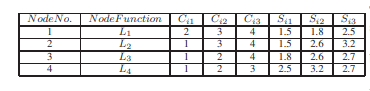 NodeNo. NodeFunction C_{i1} C_{i2} C_{i3} S_{i1} S_{i2} S_{i3}
1 L_1 2 3 4 1.5 1.8 2.5
2 L_2 1 3 4 1.5 2.6 3.2
3 L_3 1 2 4 1.8 2.6 2.7
4 L_4 1 2 3 2.5 3.2 2.7